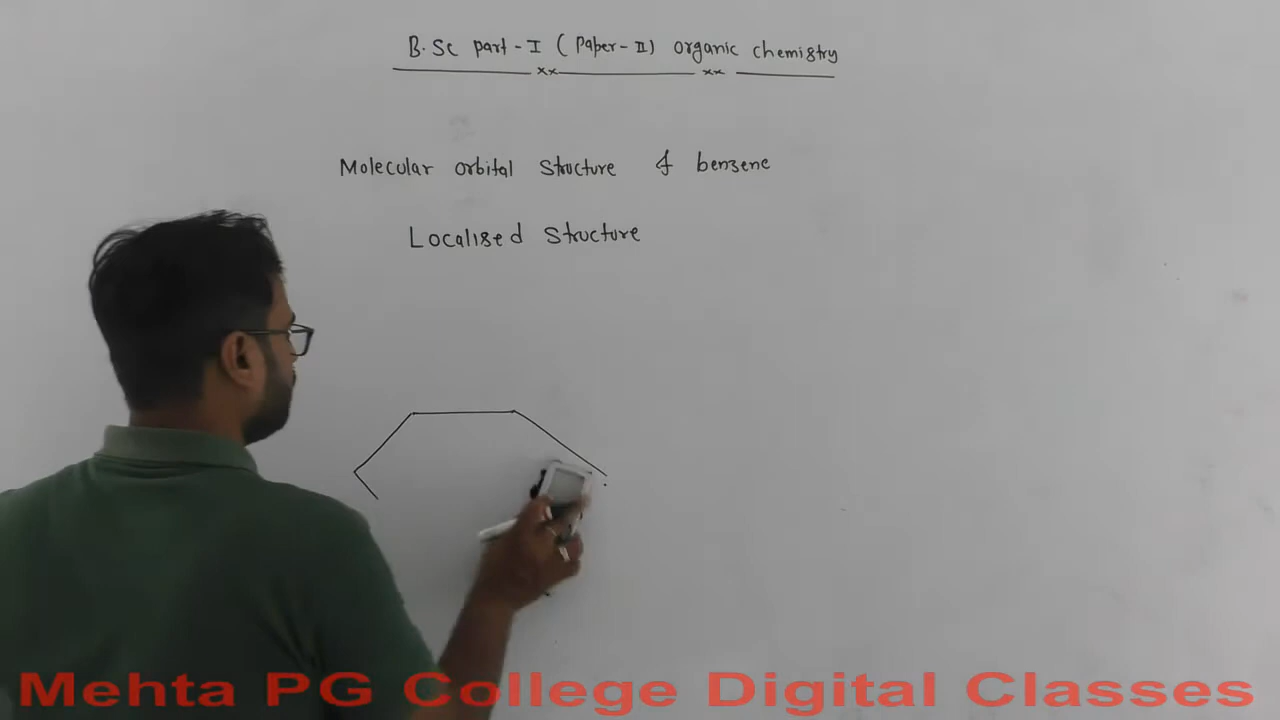 B.Sc part-I (Paper-II) organic chemistry
Molecular orbital Structure of benzene
Localised Structure
Mehta PG College Digital Classes